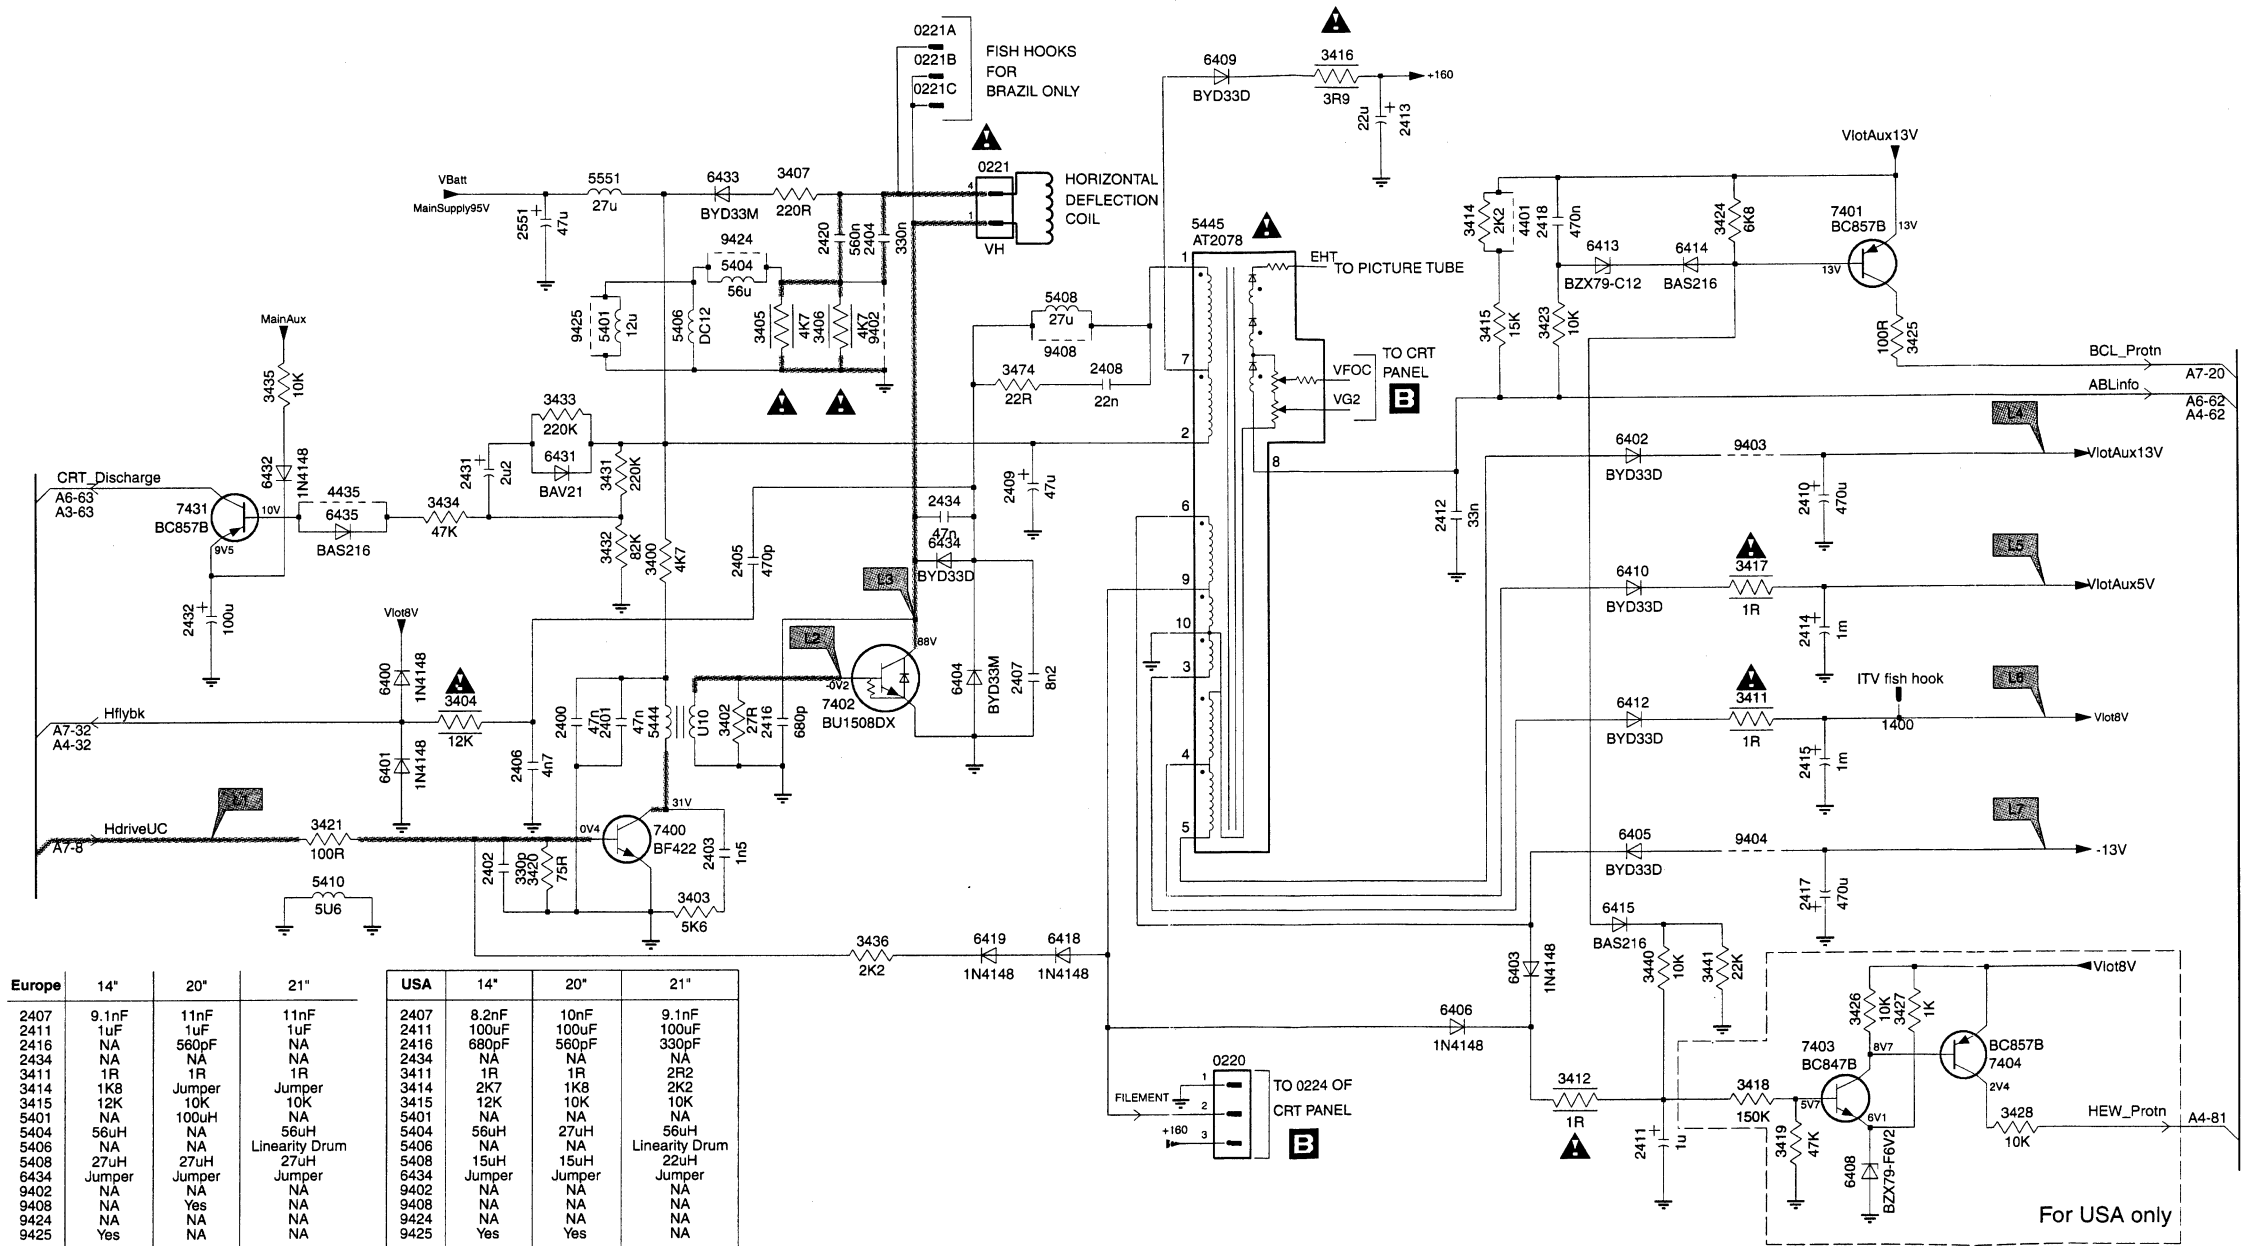 0221A
0221B
0221C
FISH HOOKS
FOR
BRAZIL ONLY
6409
BYD33D
3416
3R9
+160
22u
+
2413
VlotAux13V
VBatt
MainSupply95V
5551
27u
2551
+
47u
6433
BYD33M
3407
220R
2420
560n
2404
330n
0221
4
1
VH
HORIZONTAL
DEFLECTION
COIL
9424
5404
56u
9425
5401
12u
5406
DC12
3405
4K7
3406
4K7
9402
5445
AT2078
1
7
2
8
6
9
10
3
4
5
EHT
TO PICTURE TUBE
VFOC
VG2
TO CRT
PANEL
B
5408
27u
9408
3474
22R
2408
22n
3414
2K2
4401
2418
470n
3424
6K8
7401
BC857B
13V
13V
6413
BZX79-C12
6414
BAS216
3415
15K
3423
10K
100R
3425
BCL_Protn
A7-20
ABLinfo
A6-62
A4-62
MainAux
3435
10K
6432
1N4148
3433
220K
6431
BAV21
2431
+
2u2
3431
220K
3432
82K
3400
4K7
CRT_Discharge
A6-63
A3-63
7431
BC857B
10V
9V5
4435
6435
BAS216
3434
47K
2432
+
100u
2405
470p
2434
47n
6434
BYD33D
2409
+
47u
2412
33n
6402
BYD33D
9403
L4
VlotAux13V
2410
+
470u
6410
BYD33D
3417
1R
L5
VlotAux5V
2414
+
1m
6412
BYD33D
3411
1R
ITV fish hook
1400
L6
Vlot8V
2415
+
1m
6405
BYD33D
9404
L7
-13V
2417
+
470u
Vlot8V
6400
1N4148
3404
12K
Hflybk
A7-32
A4-32
6401
1N4148
2406
4n7
2400
47n
2401
47n
5444
U10
3402
27R
2416
680p
L2
L3
88V
-0V2
7402
BU1508DX
6404
BYD33M
2407
8n2
L1
HdriveUC
A7-8
3421
100R
5410
5U6
2402
330p
3420
75R
0V4
31V
7400
BF422
2403
1n5
3403
5K6
3436
2K2
6419
1N4148
6418
1N4148
6403
1N4148
6406
1N4148
6415
BAS216
3440
10K
3441
22K
3412
1R
2411
+
1u
0220
1
2
3
FILEMENT
+160
TO 0224 OF
CRT PANEL
B
Vlot8V
3426
10K
3427
1K
7403
BC847B
8V7
5V7
6V1
BC857B
7404
2V4
3418
150K
3419
47K
6408
BZX79-F6V2
3428
10K
HEW_Protn
A4-81
For USA only
Europe 14" 20" 21"
2407 9.1nF 11nF 11nF
2411 1uF 1uF 1uF
2416 NA 560pF NA
2434 NA NA NA
3411 1R 1R 1R
3414 1K8 Jumper Jumper
3415 12K 10K 10K
5401 NA 100uH NA
5404 56uH NA 56uH
5406 NA NA Linearity Drum
5408 27uH 27uH 27uH
6434 Jumper Jumper Jumper
9402 NA NA NA
9408 NA Yes NA
9424 NA NA NA
9425 Yes NA NA
USA 14" 20" 21"
2407 8.2nF 10nF 9.1nF
2411 100uF 100uF 100uF
2416 680pF 560pF 330pF
2434 NA NA NA
3411 1R 1R 2R2
3414 2K7 1K8 2K2
3415 12K 10K 10K
5401 NA NA NA
5404 56uH 27uH 56uH
5406 NA NA Linearity Drum
5408 15uH 15uH 22uH
6434 Jumper Jumper Jumper
9402 NA NA NA
9408 NA NA NA
9424 NA NA NA
9425 Yes Yes NA